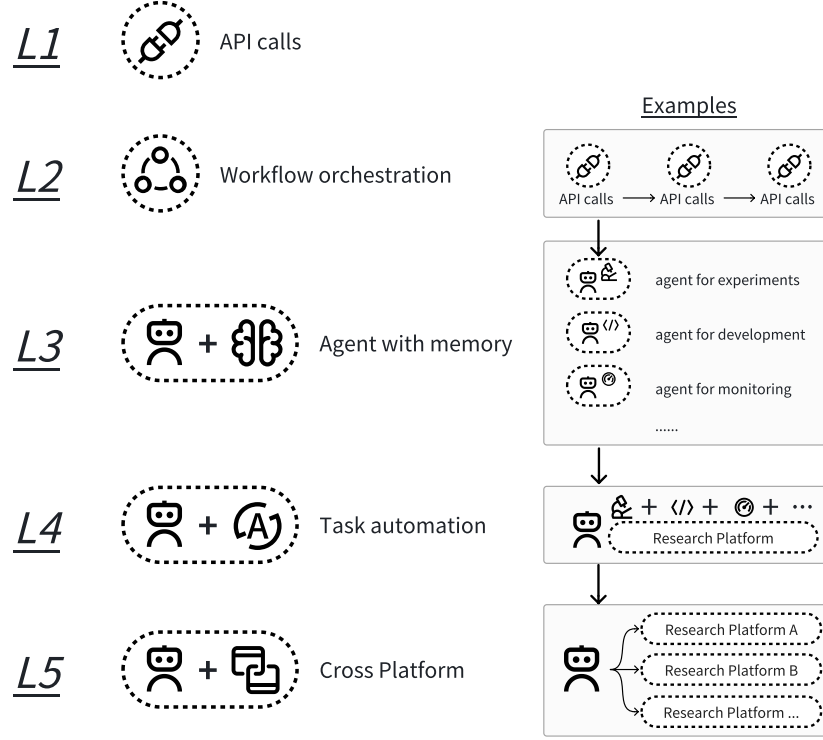 L1
API calls
Examples
L2
Workflow orchestration
API calls
API calls
API calls
L3
Agent with memory
agent for experiments
</>
agent for development
agent for monitoring
......
L4
Task automation
A
+ </> + + ...
Research Platform
L5
Cross Platform
Research Platform A
Research Platform B
Research Platform ...